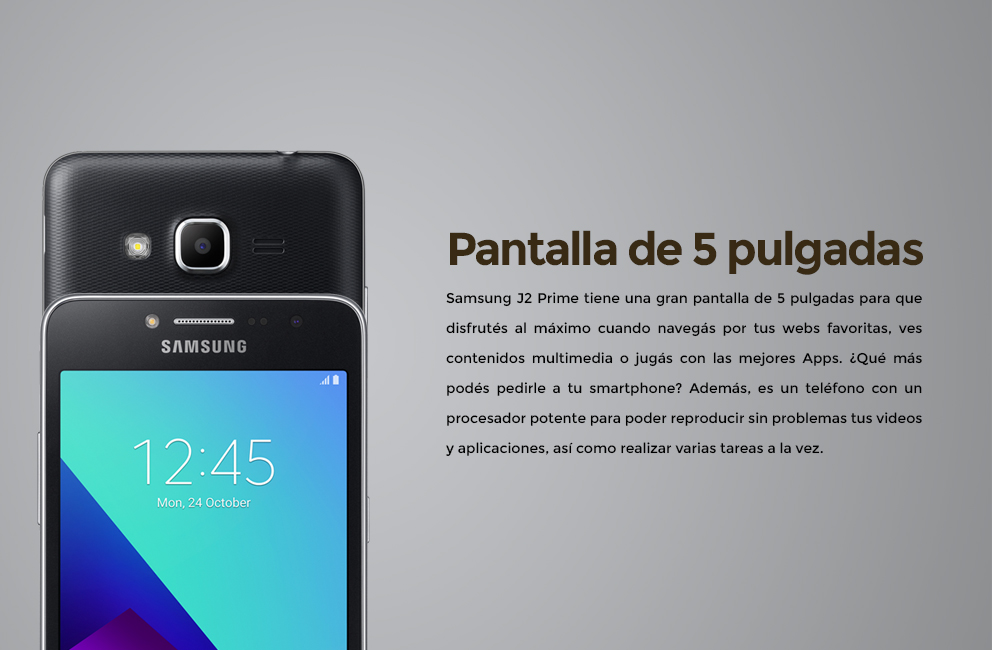 SAMSUNG
12:45
Mon, 24 October
Pantalla de 5 pulgadas
Samsung J2 Prime tiene una gran pantalla de 5 pulgadas para que
disfrutés al máximo cuando navegás por tus webs favoritas, ves
contenidos multimedia o jugás con las mejores Apps. ¿Qué más
podés pedirle a tu smartphone? Además, es un teléfono con un
procesador potente para poder reproducir sin problemas tus videos
y aplicaciones, así como realizar varias tareas a la vez.